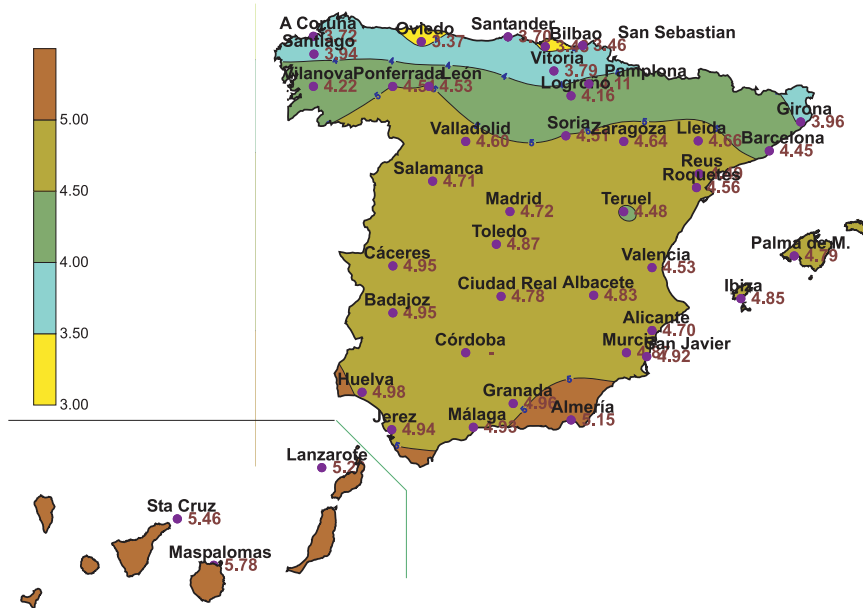 A Coruña
3.72
Oviedo
3.37
Santander
3.70
Bilbao
San Sebastian
3.46
Santiago
3.94
Vitoria
3.79
Vilanova
4.22
Ponferrada
León
4.53
Pamplona
Logroño
4.16
Girona
3.96
5.00
4.50
4.00
3.50
3.00
Valladolid
4.60
Soria
4.51
Zaragoza
4.64
Lleida
4.66
Barcelona
4.45
Salamanca
4.71
Reus
Roquetes
4.56
Madrid
4.72
Teruel
4.48
Toledo
4.87
Cáceres
4.95
Valencia
4.53
Palma de M.
4.79
Ciudad Real
4.78
Albacete
4.83
Ibiza
4.85
Badajoz
4.95
Alicante
4.70
Córdoba
-
Murcia
San Javier
4.92
Huelva
4.98
Granada
4.96
Almería
5.15
Jerez
4.94
Málaga
4.93
Lanzarote
Sta Cruz
5.46
Maspalomas
5.78